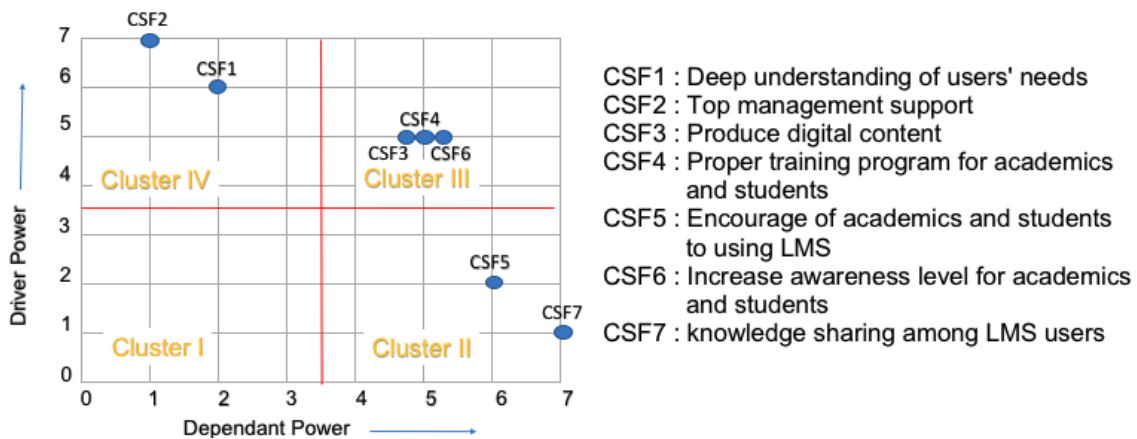 CSF2
7
6
CSF1
5
CSF4
CSF3
CSF6
4
Cluster IV
Cluster III
3
2
CSF5
1
CSF7
Cluster I
Cluster II
0
0 1 2 3 4 5 6 7
Driver Power
Dependant Power
CSF1 : Deep understanding of users' needs
CSF2 : Top management support
CSF3 : Produce digital content
CSF4 : Proper training program for academics
and students
CSF5 : Encourage of academics and students
to using LMS
CSF6 : Increase awareness level for academics
and students
CSF7 : knowledge sharing among LMS users